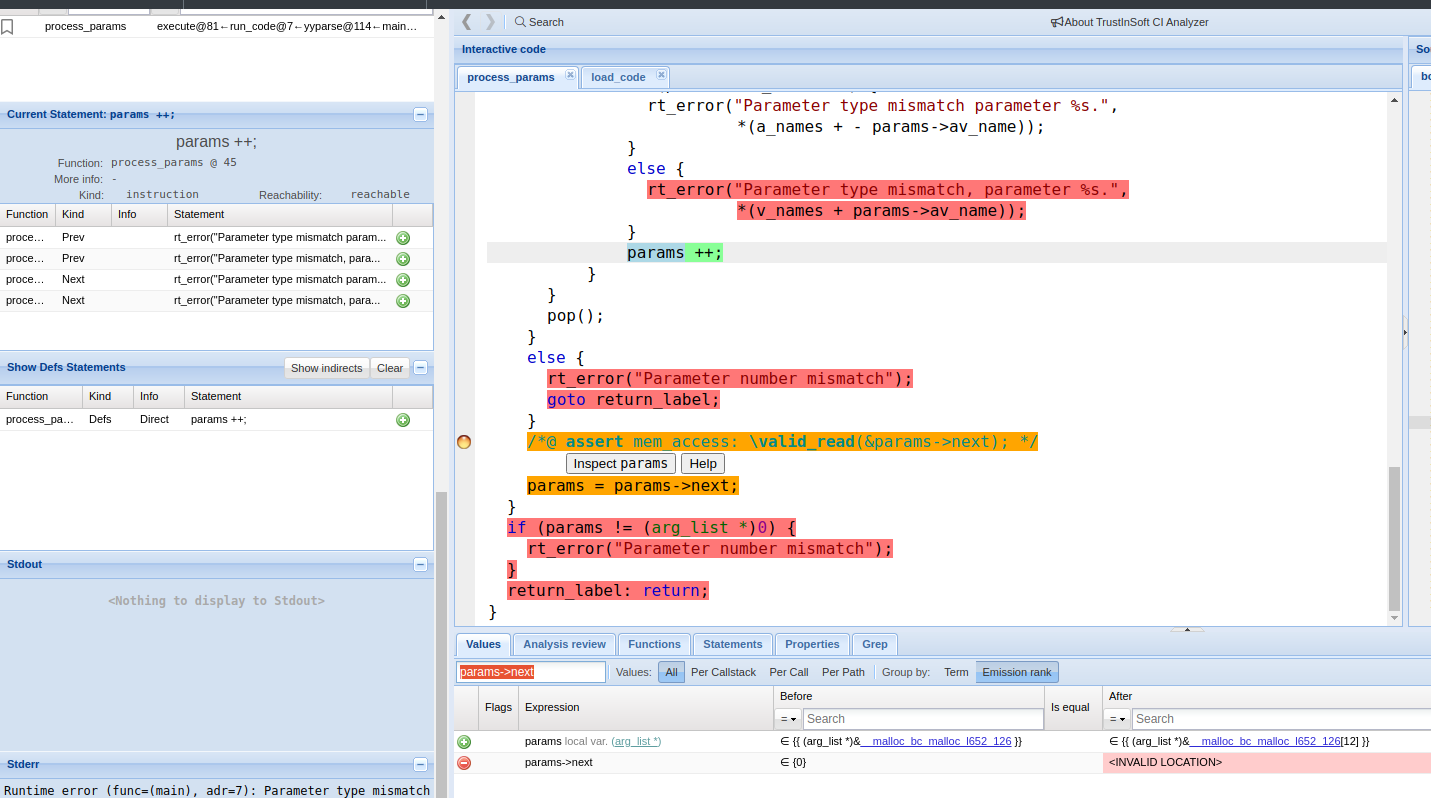 process_params execute@81←run_code@7←yyparse@114←main…
Current Statement: params ++;
params ++;
Function: process_params @ 45
More info: -
Kind: instruction Reachability: reachable
Function Kind Info Statement
proce… Prev rt_error("Parameter type mismatch param...
proce… Prev rt_error("Parameter type mismatch, para...
proce… Next rt_error("Parameter type mismatch param...
proce… Next rt_error("Parameter type mismatch, para...
Show Defs Statements Show indirects Clear
Function Kind Info Statement
process_pa… Defs Direct params ++;
Stdout
<Nothing to display to Stdout>
Stderr
Runtime error (func=(main), adr=7): Parameter type mismatch
Search About TrustInSoft CI Analyzer
Interactive code
process_params load_code
rt_error("Parameter type mismatch parameter %s.",
*(a_names + - params->av_name));
}
else {
rt_error("Parameter type mismatch, parameter %s.",
*(v_names + params->av_name));
}
params ++;
}
}
pop();
}
else {
rt_error("Parameter number mismatch");
goto return_label;
}
/*@ assert mem_access: \valid_read(&params->next); */
Inspect params Help
params = params->next;
}
if (params != (arg_list *)0) {
rt_error("Parameter number mismatch");
}
return_label: return;
}
Values Analysis review Functions Statements Properties Grep
params->next Values: All Per Callstack Per Call Per Path Group by: Term Emission rank
Flags Expression Before Is equal After
= Search = Search
params local var. (arg_list *) ∈ {{ (arg_list *)&__malloc_bc_malloc_l652_126 }} ∈ {{ (arg_list *)&__malloc_bc_malloc_l652_126[12] }}
params->next ∈ {0} <INVALID LOCATION>